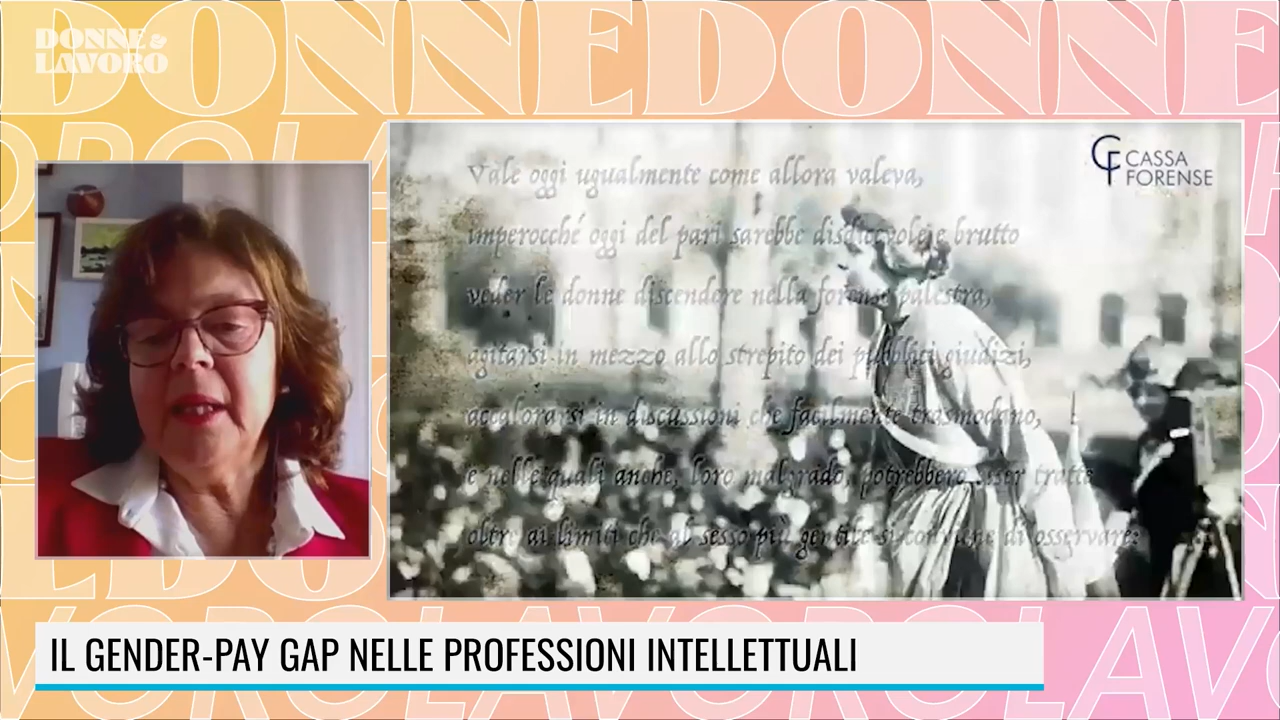 DONNE &
LAVORO
DONNE DONNE
CASSA
FORENSE
Vale oggi ugualmente come allora valeva,
imperocché oggi del pari sarebbe disdicevole e brutto
veder le donne discendere nella forense palestra,
agitarsi in mezzo allo strepito dei pubblici giudizi,
accalorarsi in discussioni che facilmente trasmodano,
e nelle quali anche, loro malgrado, potrebbero esser tratte
oltre ai limiti che al sesso più gentile si conviene di osservare:
IL GENDER-PAY GAP NELLE PROFESSIONI INTELLETTUALI